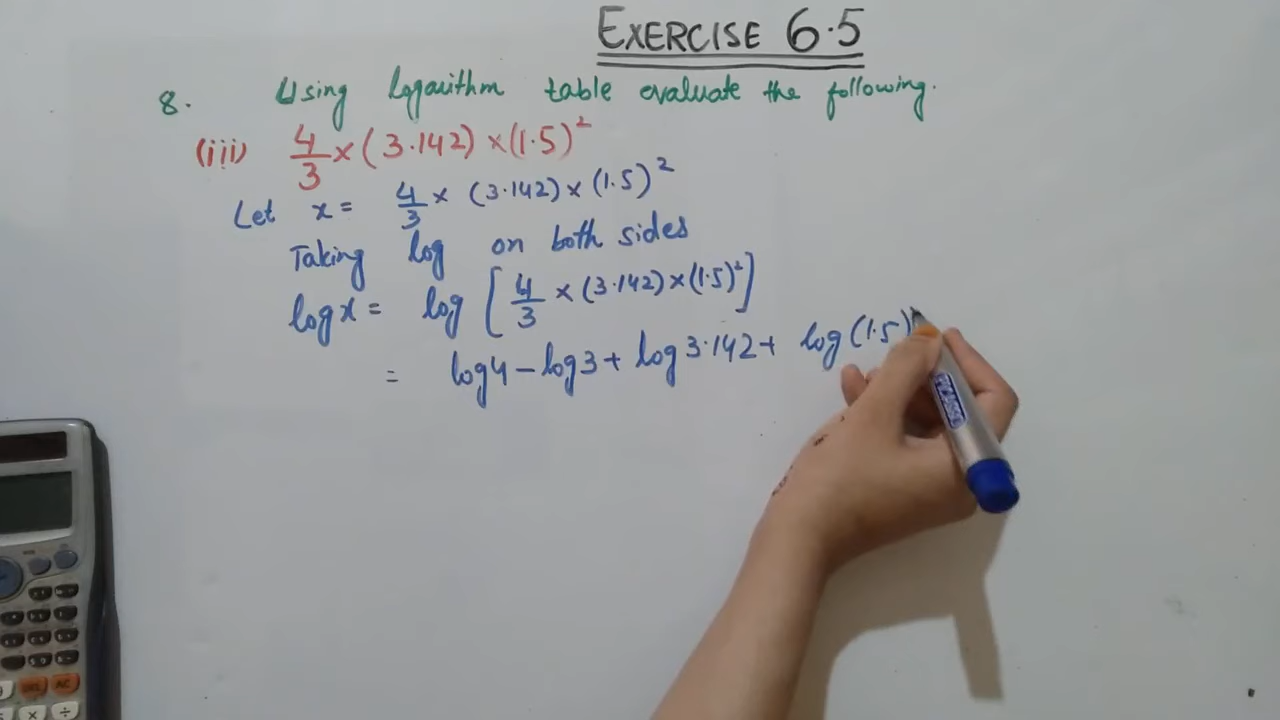 EXERCISE 6.5
8. Using logarithm table evaluate the following.
(iii) 4/3 × (3.142) × (1.5)²
Let x = 4/3 × (3.142) × (1.5)²
Taking log on both sides
log x = log [4/3 × (3.142) × (1.5)²]
= log 4 − log 3 + log 3.142 + log (1.5)
AC
× ÷